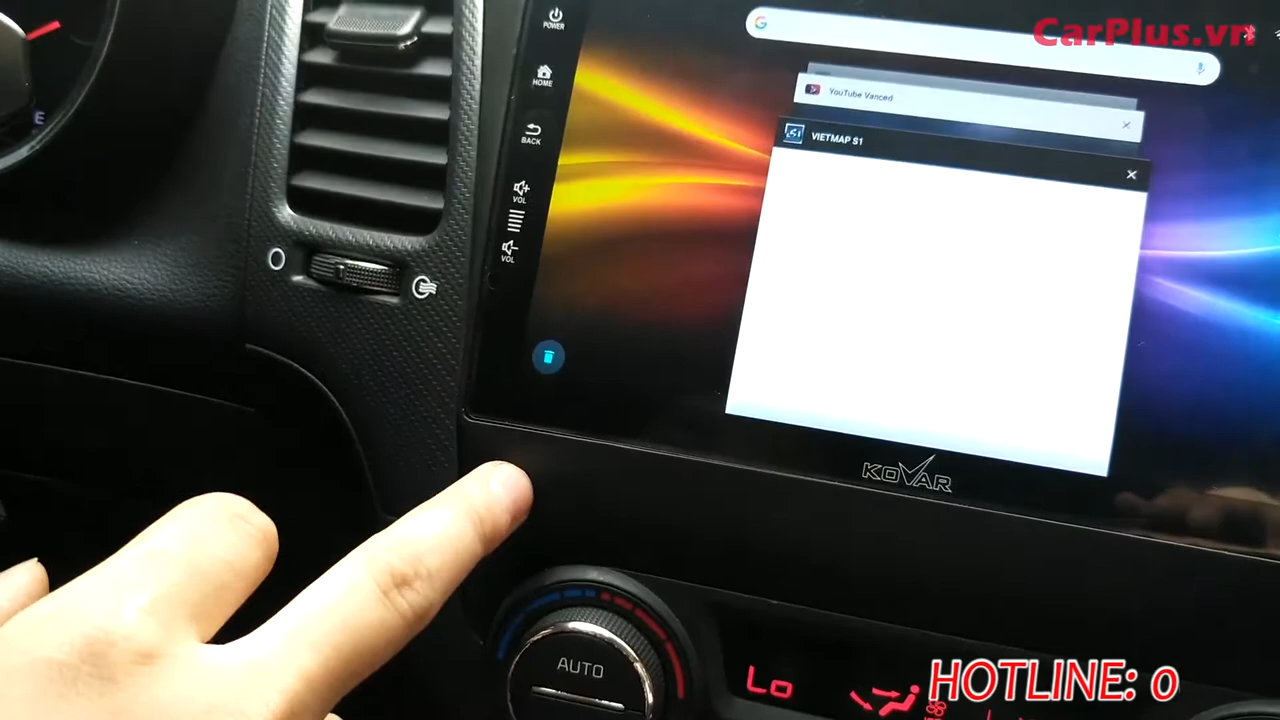 POWER
HOME
BACK
VOL
VOL
CarPlus.vn
YouTube Vanced
VIETMAP S1
KOVAR
E
AUTO
Lo
HOTLINE: 0